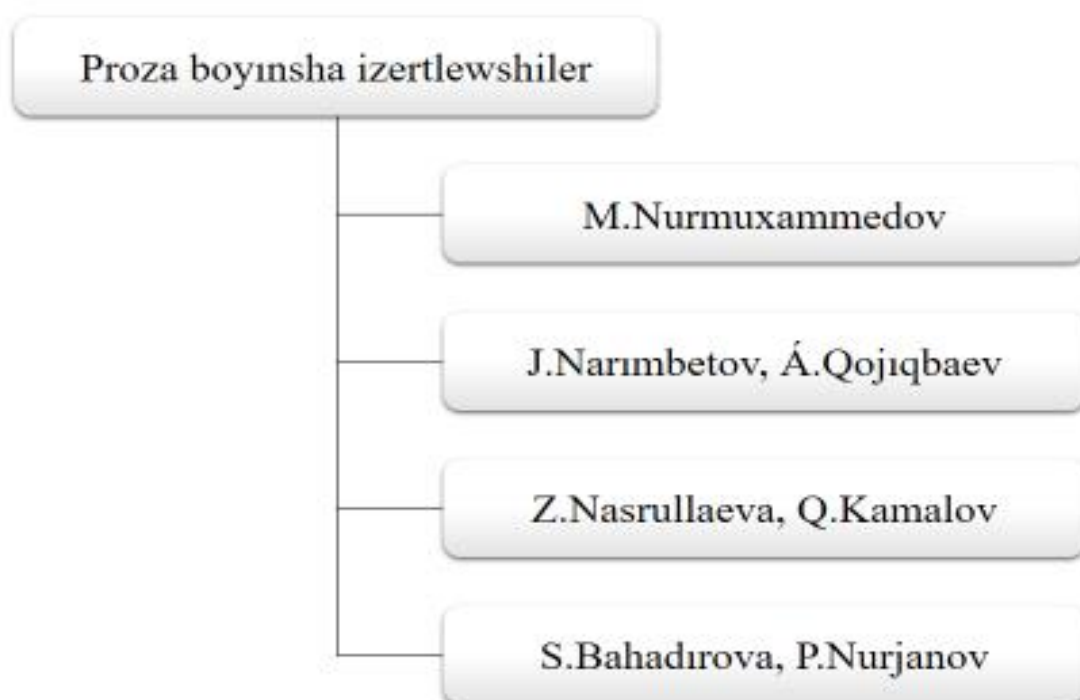 Proza boyınsha izertlewshiler
M.Nurmuxammedov
J.Narımbetov, Á.Qojıqbaev
Z.Nasrullaeva, Q.Kamalov
S.Bahadırova, P.Nurjanov